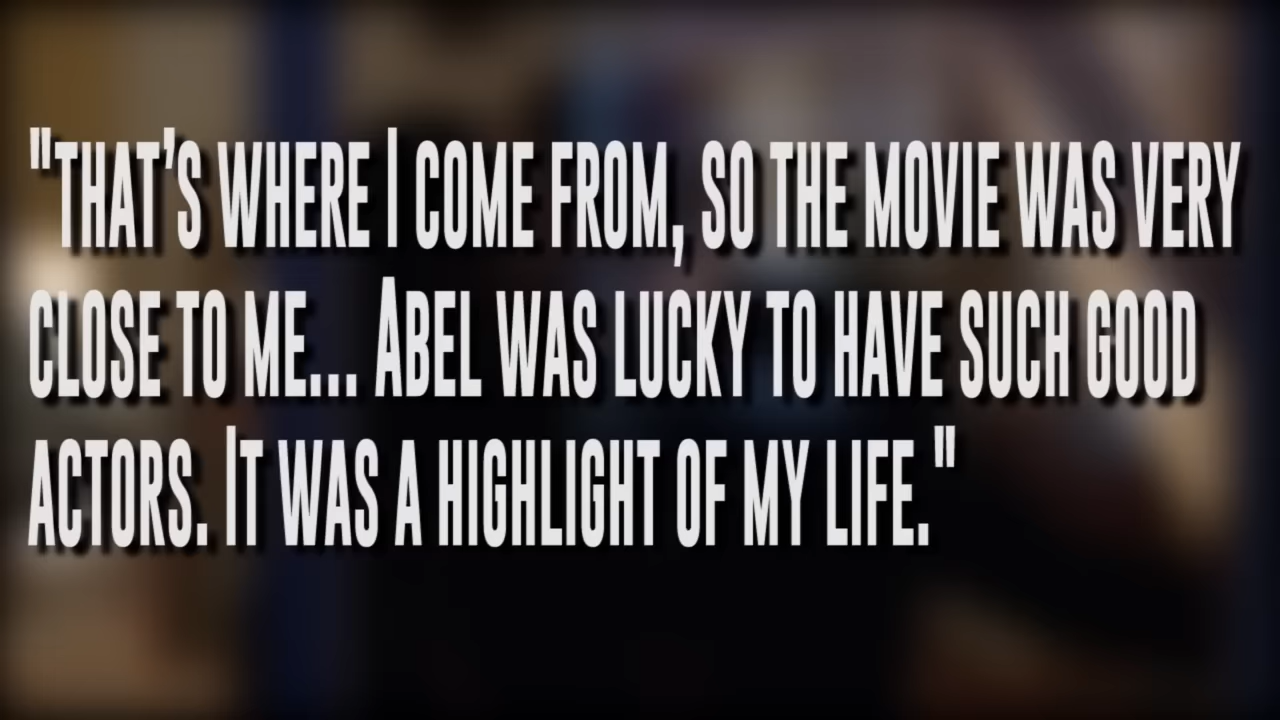 "that's where I come from, so the movie was very
close to me... Abel was lucky to have such good
actors. It was a highlight of my life."